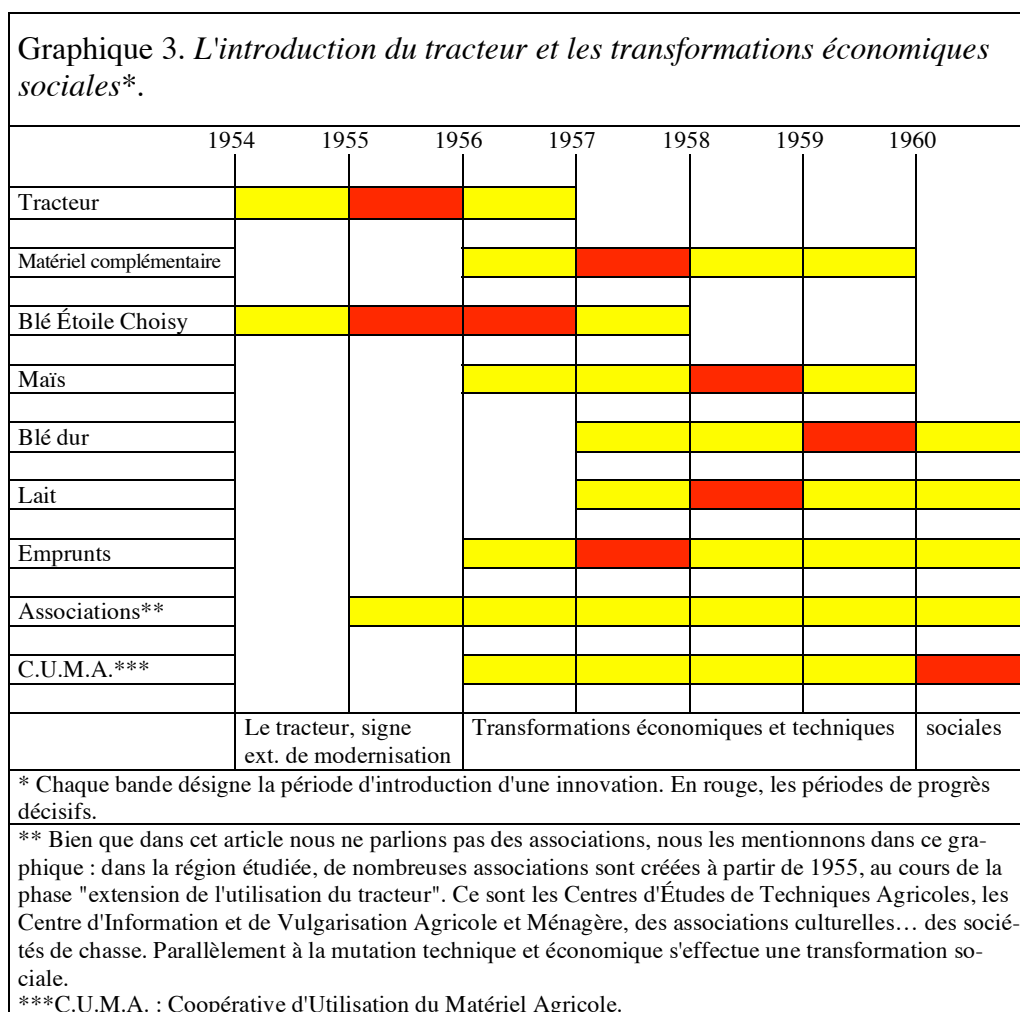 Graphique 3. L'introduction du tracteur et les transformations économiques
sociales*.
1954 1955 1956 1957 1958 1959 1960
Tracteur
Matériel complémentaire
Blé Étoile Choisy
Maïs
Blé dur
Lait
Emprunts
Associations**
C.U.M.A.***
Le tracteur, signe
ext. de modernisation
Transformations économiques et techniques
sociales
* Chaque bande désigne la période d'introduction d'une innovation. En rouge, les périodes de progrès
décisifs.
** Bien que dans cet article nous ne parlions pas des associations, nous les mentionnons dans ce gra-
phique : dans la région étudiée, de nombreuses associations sont créées à partir de 1955, au cours de la
phase "extension de l'utilisation du tracteur". Ce sont les Centres d'Études de Techniques Agricoles, les
Centre d'Information et de Vulgarisation Agricole et Ménagère, des associations culturelles… des socié-
tés de chasse. Parallèlement à la mutation technique et économique s'effectue une transformation so-
ciale.
***C.U.M.A. : Coopérative d'Utilisation du Matériel Agricole.